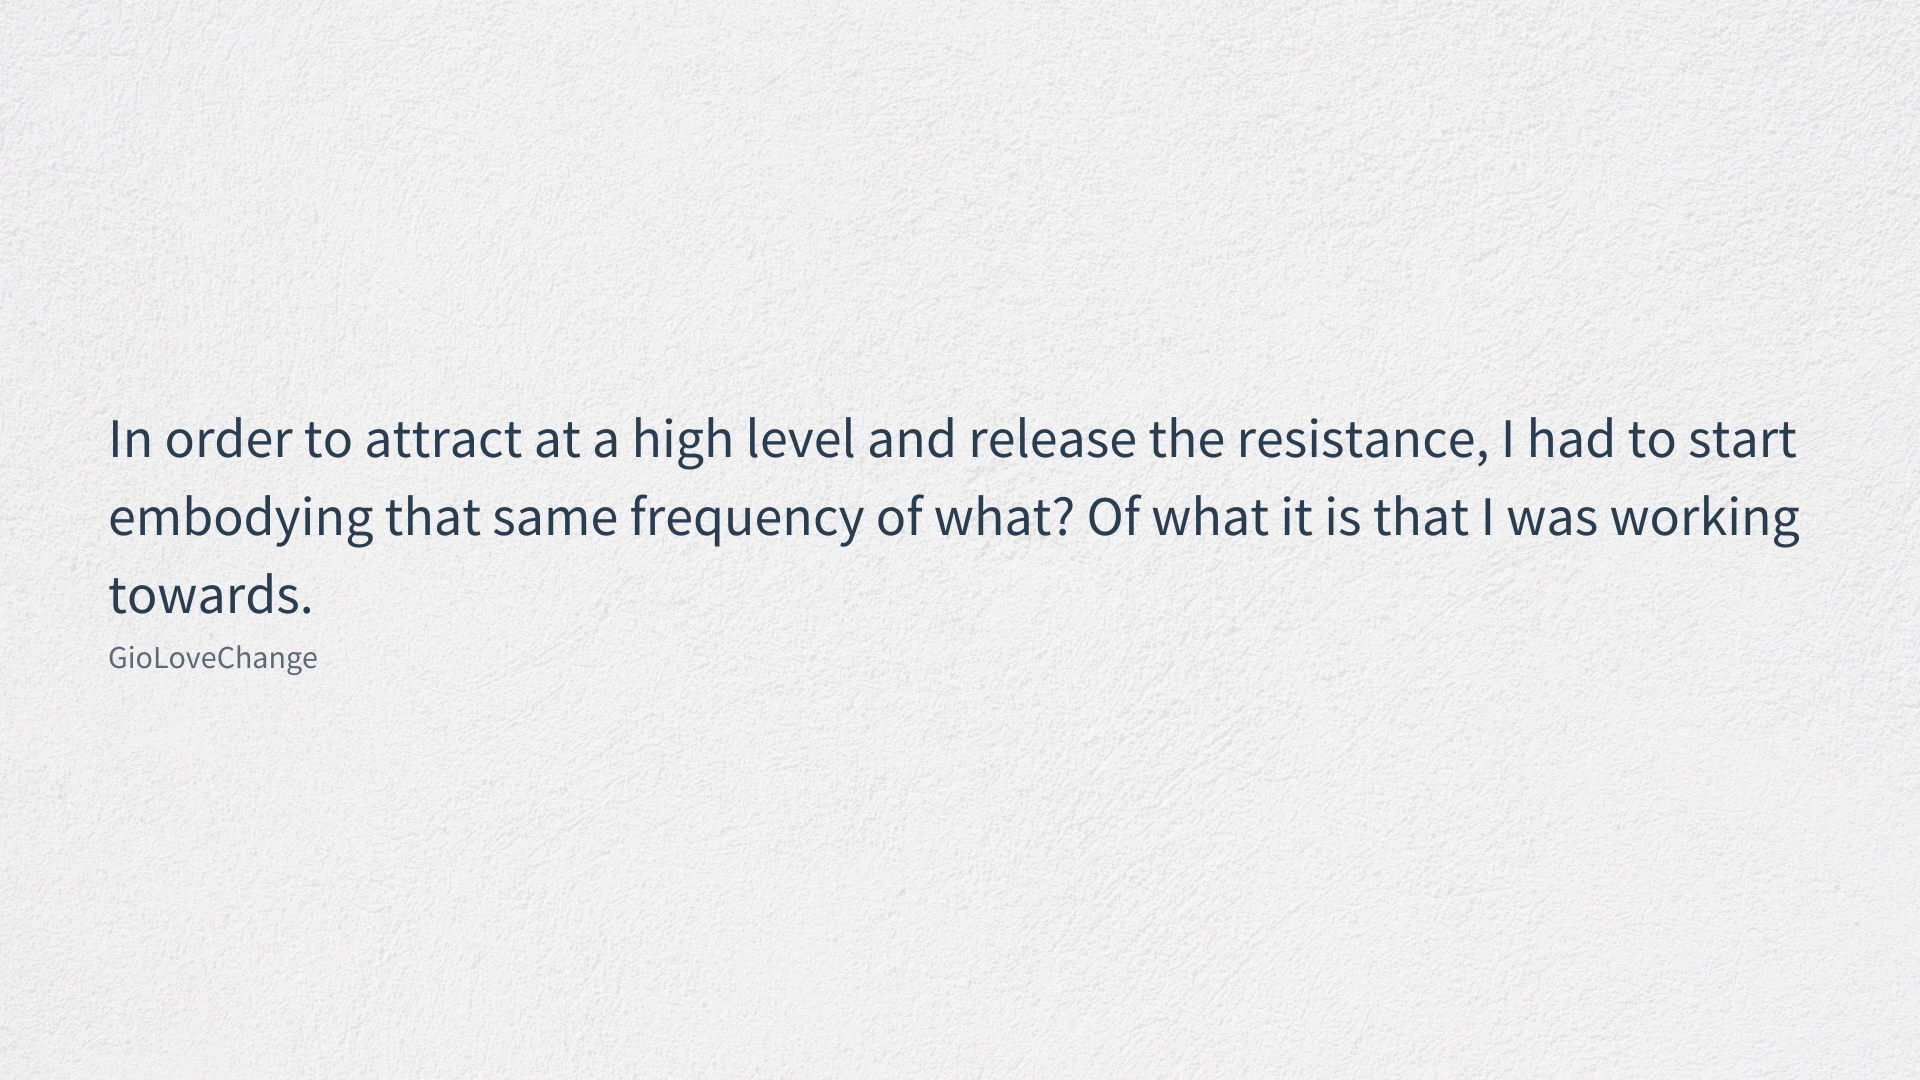 In order to attract at a high level and release the resistance, I had to start
embodying that same frequency of what? Of what it is that I was working
towards.
GioLoveChange